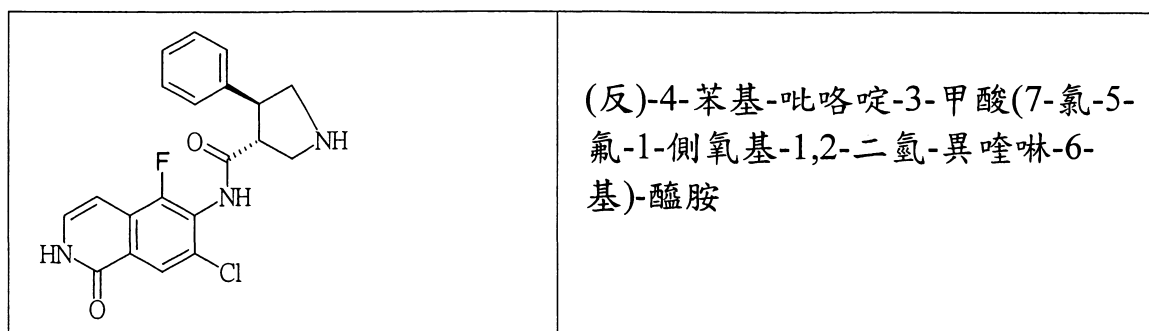 F
O
NH
NH
HN
Cl
O
(反)-4-苯基-吡咯啶-3-甲酸(7-氯-5-
氟-1-側氧基-1,2-二氫-異喹啉-6-
基)-醯胺